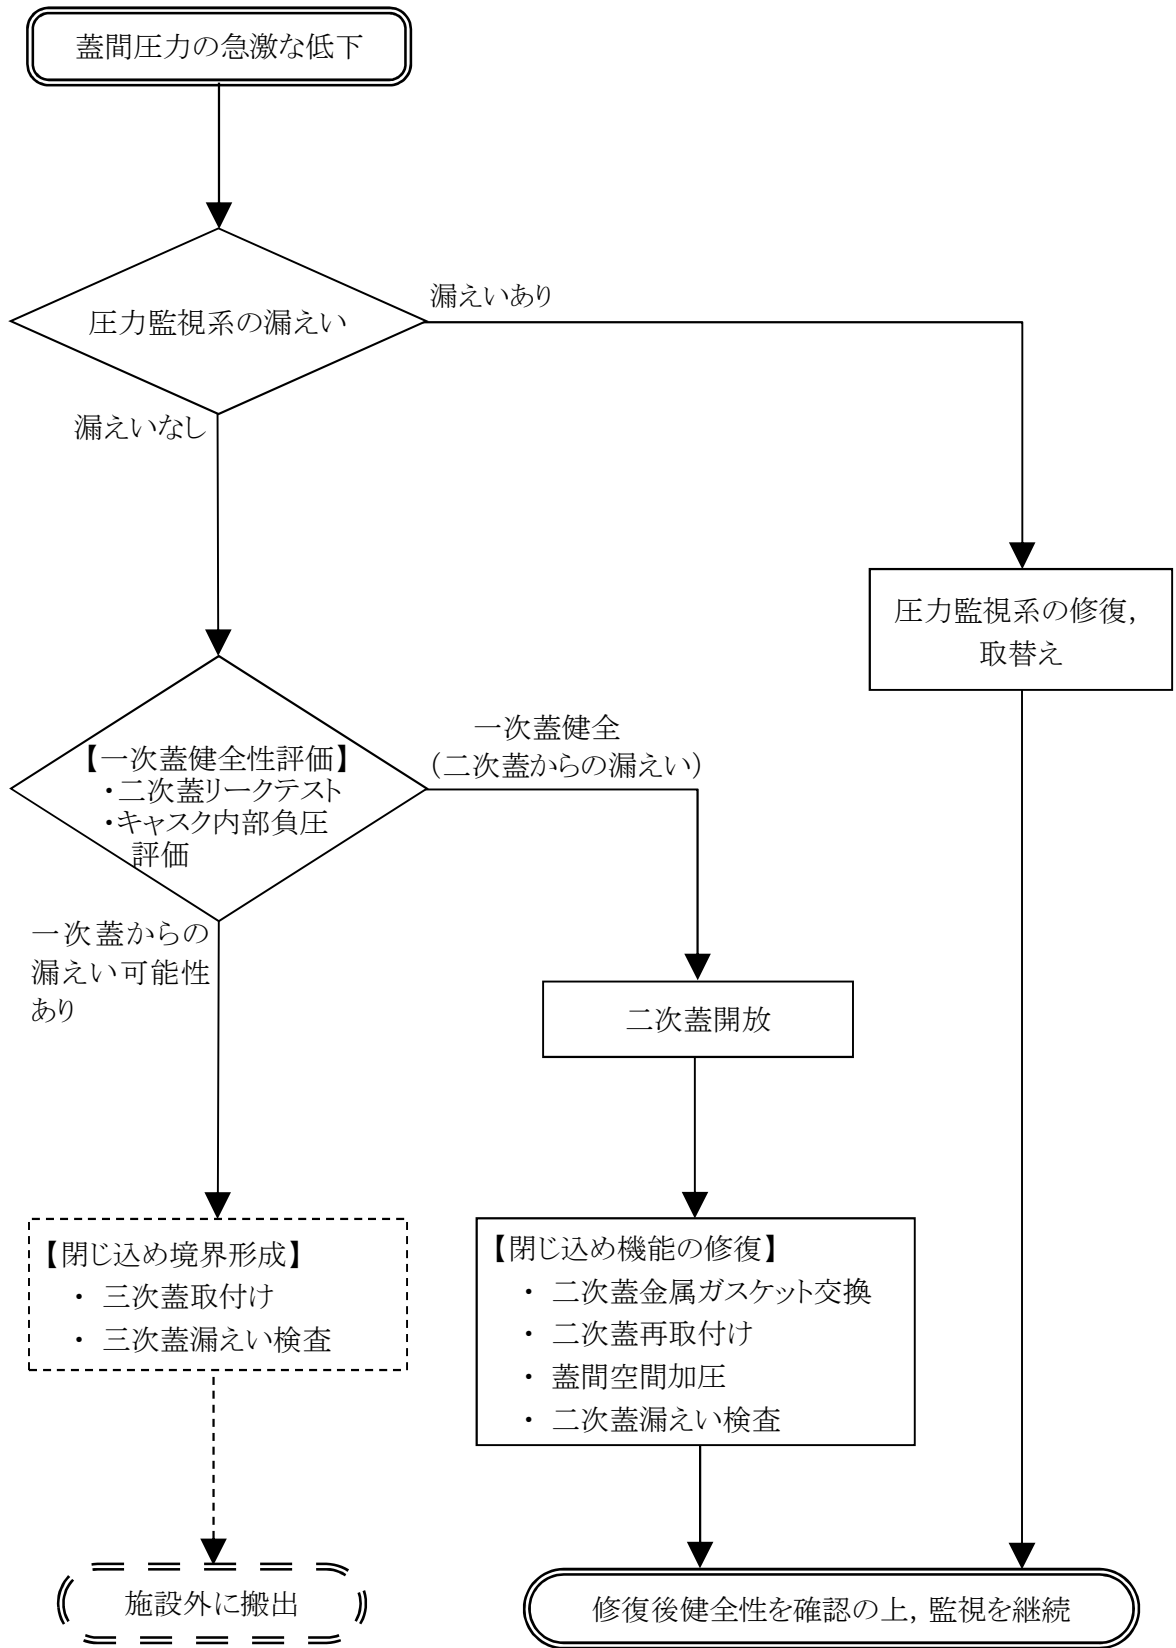 蓋間圧力の急激な低下
圧力監視系の漏えい
漏えいあり
漏えいなし
圧力監視系の修復,
取替え
【一次蓋健全性評価】
・二次蓋リークテスト
・キャスク内部負圧
評価
一次蓋健全
(二次蓋からの漏えい)
一次蓋からの
漏えい可能性
あり
二次蓋開放
【閉じ込め境界形成】
・ 三次蓋取付け
・ 三次蓋漏えい検査
【閉じ込め機能の修復】
・ 二次蓋金属ガスケット交換
・ 二次蓋再取付け
・ 蓋間空間加圧
・ 二次蓋漏えい検査
施設外に搬出
修復後健全性を確認の上, 監視を継続